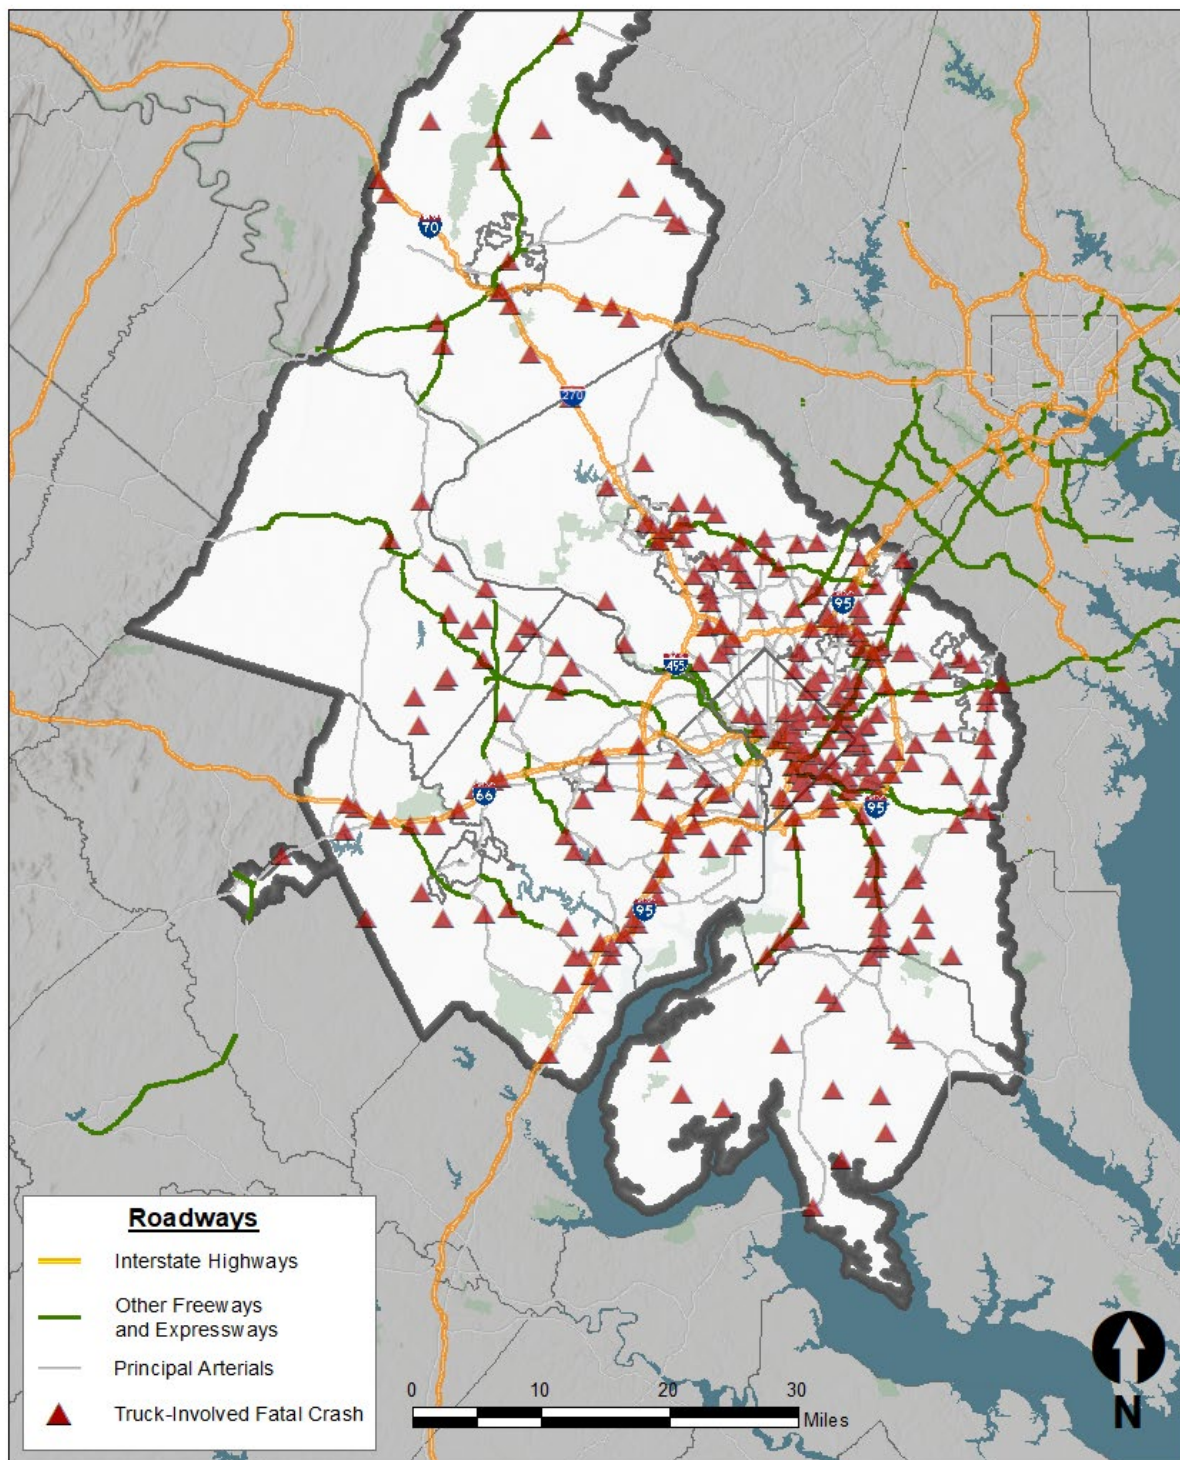 70
270
95
495
66
95
95
Roadways
Interstate Highways
Other Freeways
and Expressways
Principal Arterials
Truck-Involved Fatal Crash
0 10 20 30
Miles
N